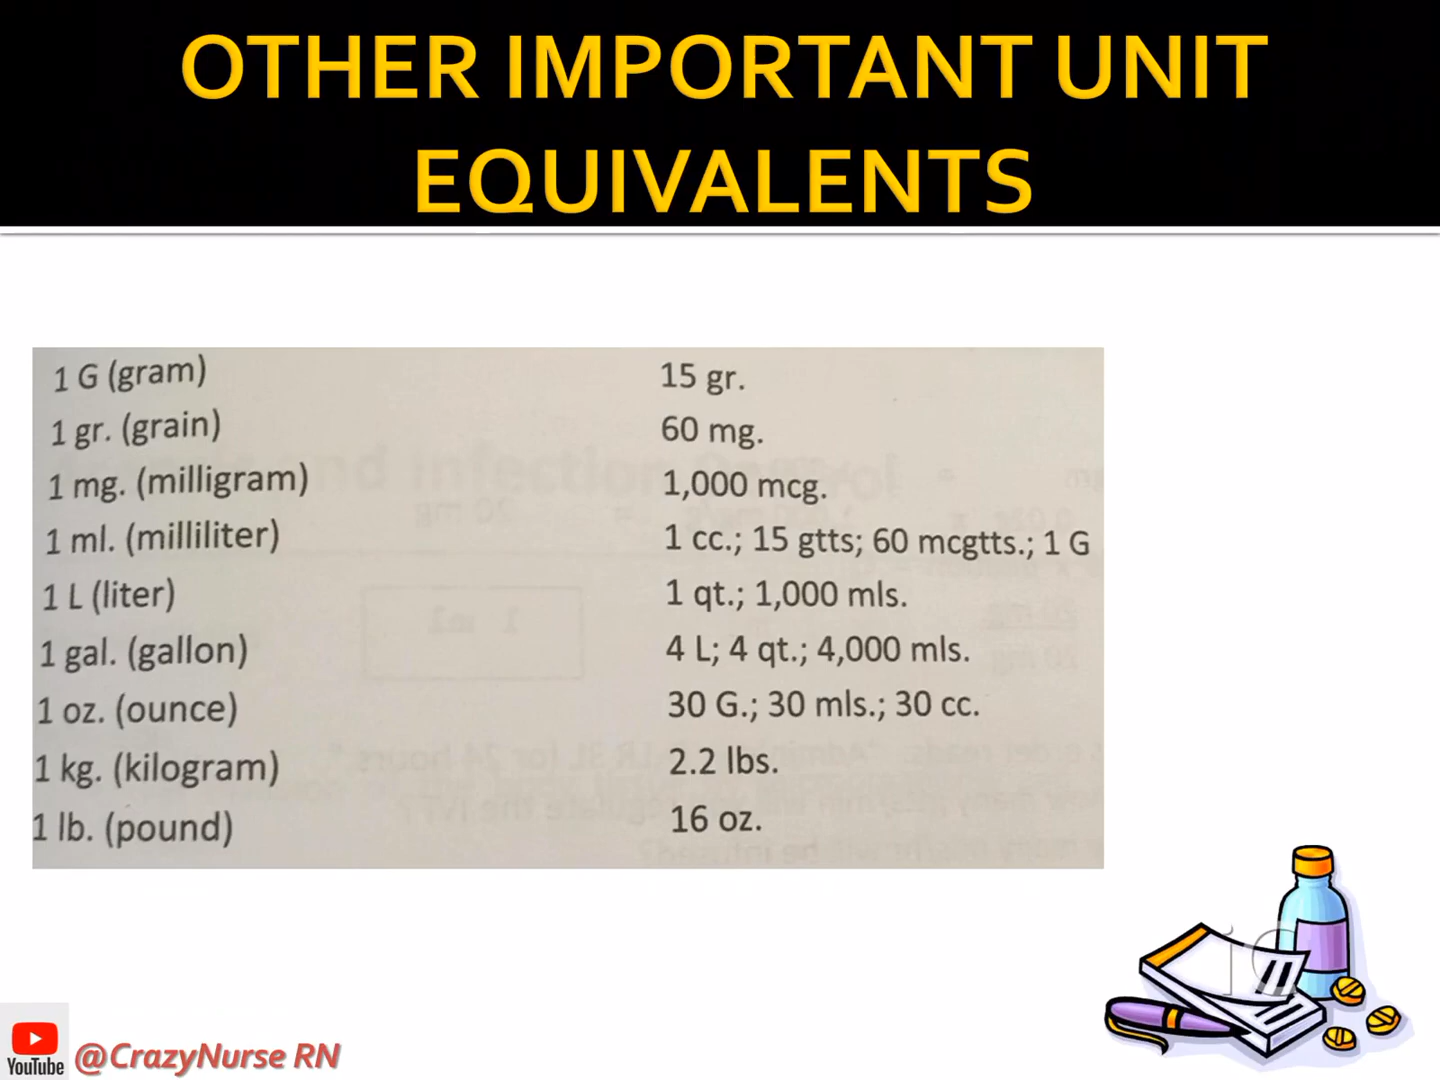 OTHER IMPORTANT UNIT
EQUIVALENTS
1 G (gram) 15 gr.
1 gr. (grain) 60 mg.
1 mg. (milligram) 1,000 mcg.
1 ml. (milliliter) 1 cc.; 15 gtts; 60 mcgtts.; 1 G
1 L (liter) 1 qt.; 1,000 mls.
1 gal. (gallon) 4 L; 4 qt.; 4,000 mls.
1 oz. (ounce) 30 G.; 30 mls.; 30 cc.
1 kg. (kilogram) 2.2 lbs.
1 lb. (pound) 16 oz.
YouTube @CrazyNurse RN